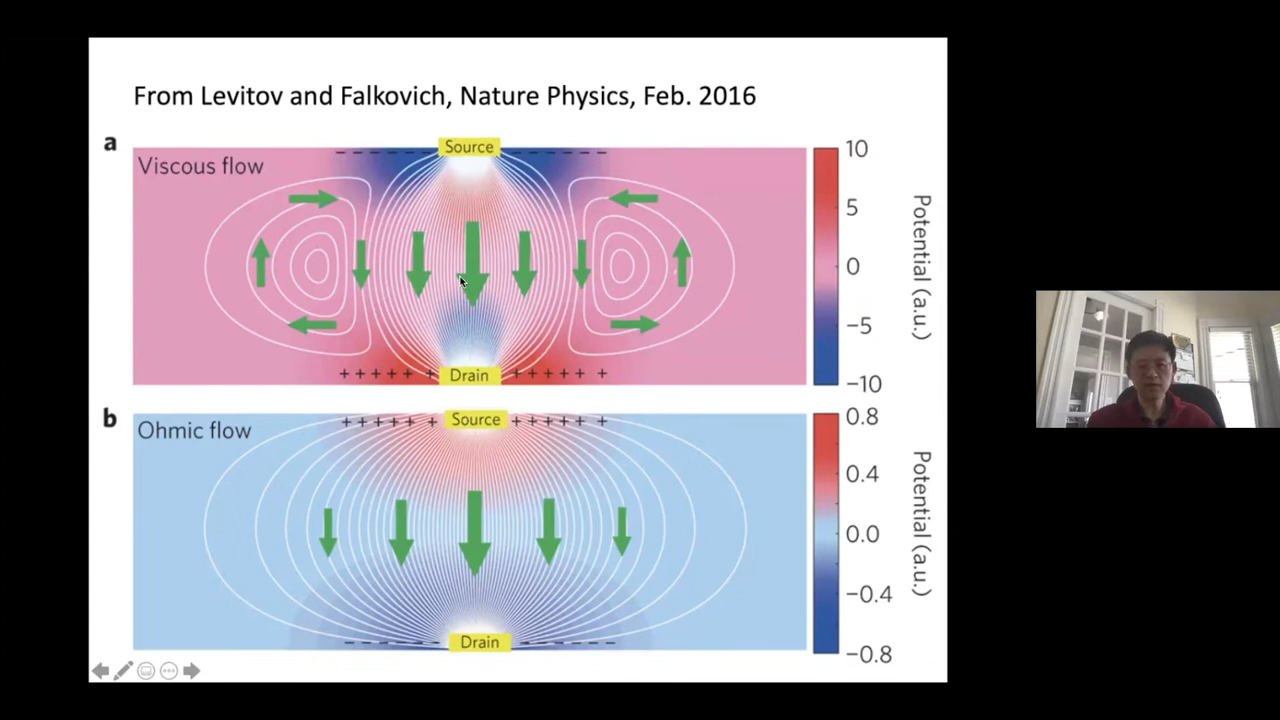 From Levitov and Falkovich, Nature Physics, Feb. 2016
a
Source
Viscous flow
- - - - - - - - - - - -
+ + + + + + Drain + + + + + +
10
5
0
−5
−10
Potential (a.u.)
b
+ + + + + + Source + + + + + +
Ohmic flow
Drain
0.8
0.4
0.0
−0.4
−0.8
Potential (a.u.)